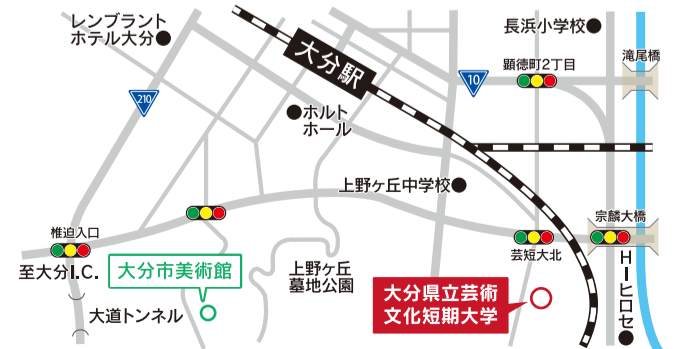 レンブラント
ホテル大分
長浜小学校
滝尾橋
大分駅
顕徳町2丁目
10
210
ホルト
ホール
上野ヶ丘中学校
宗麟大橋
椎迫入口
芸短大北
至大分I.C.
大分市美術館
上野ヶ丘
墓地公園
大分県立芸術
文化短期大学
HIヒロセ
大道トンネル